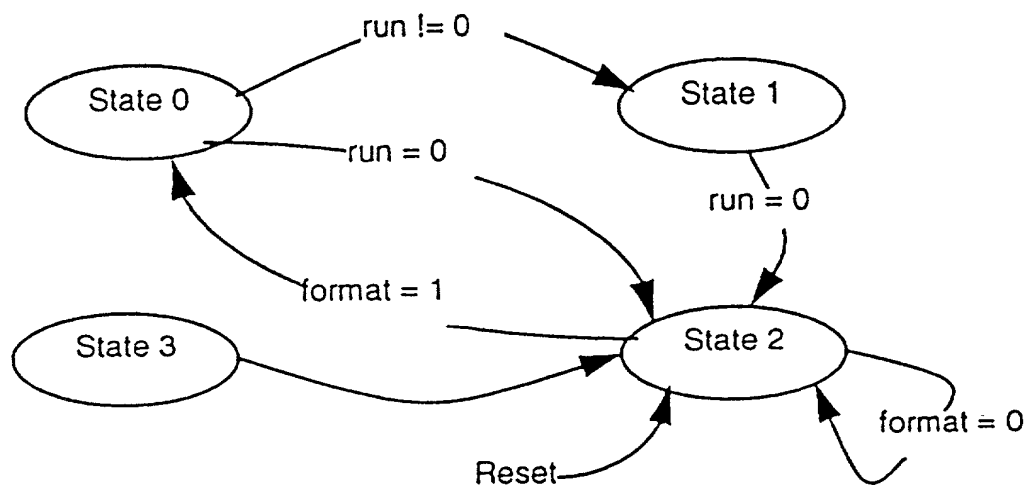 run != 0
State 0
State 1
run = 0
run = 0
format = 1
State 3
State 2
format = 0
Reset